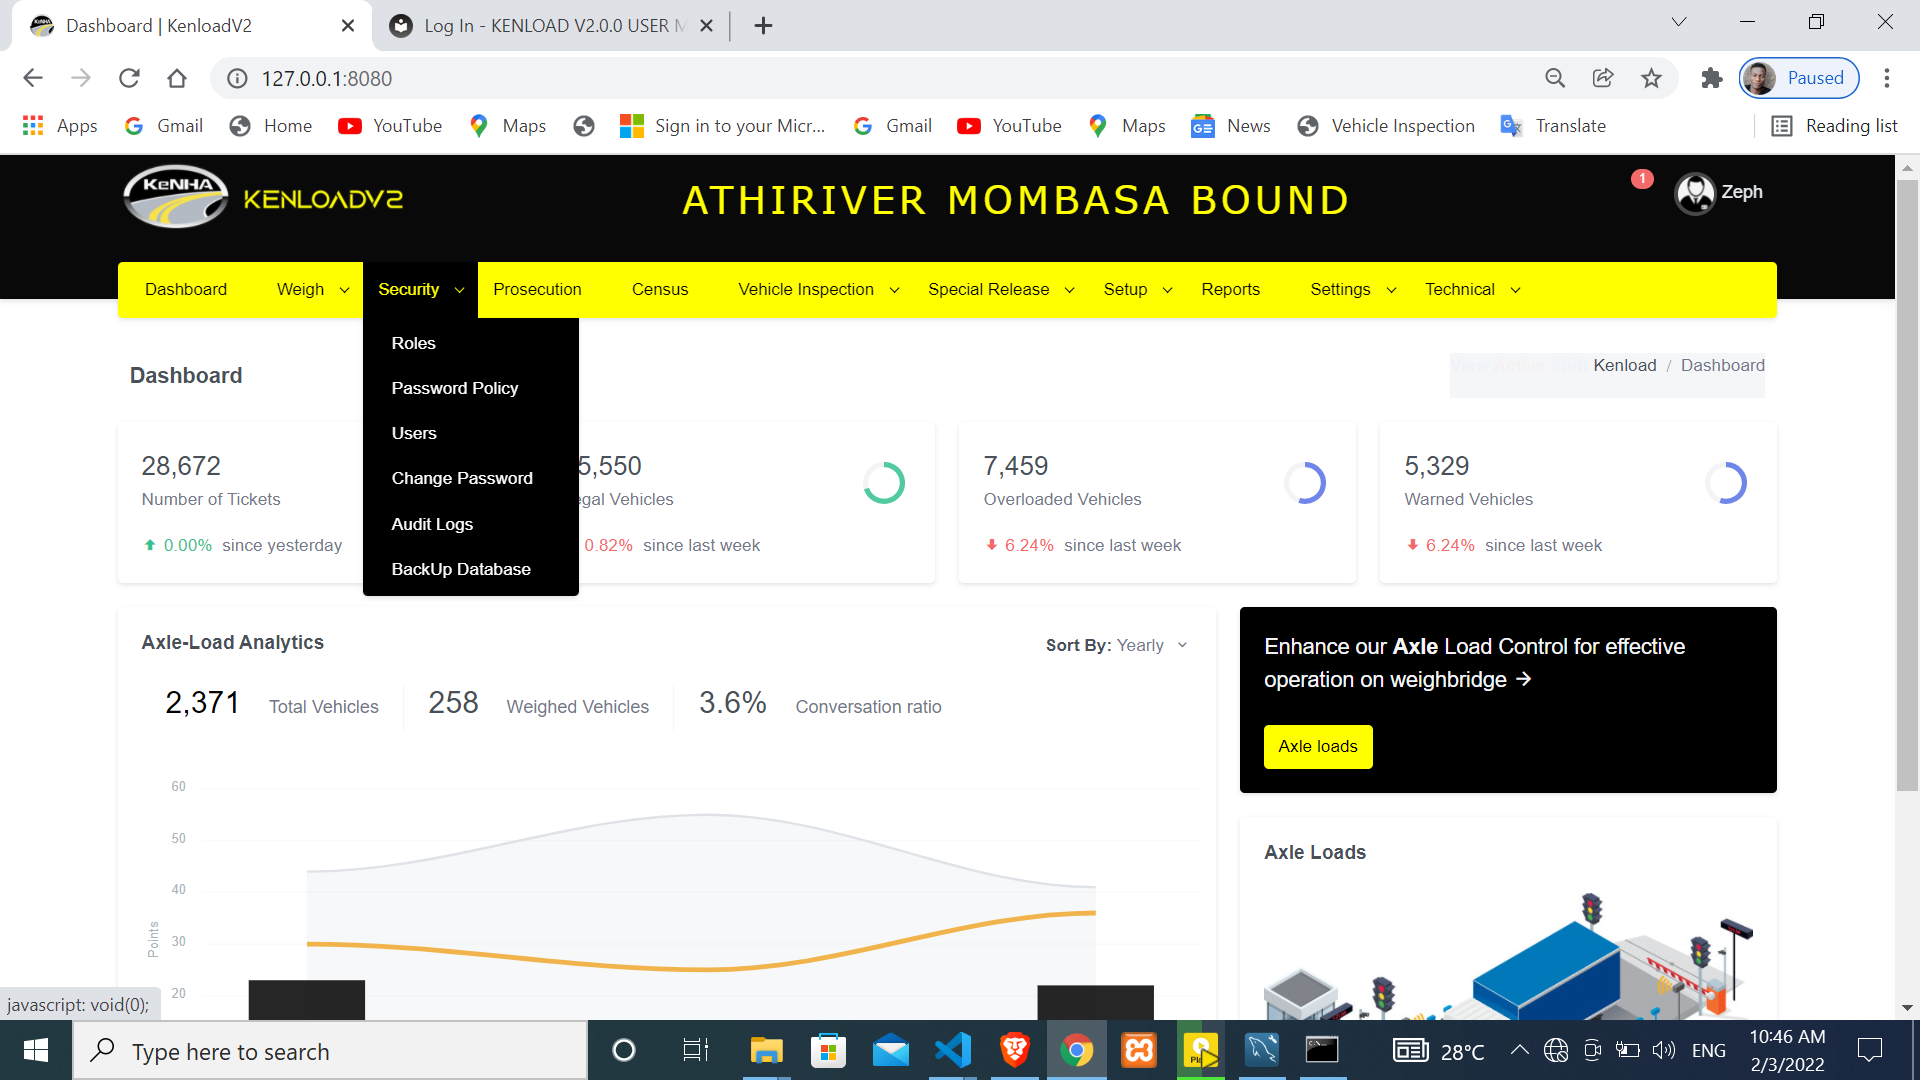 Dashboard | KenloadV2
Log In - KENLOAD V2.0.0 USER M
127.0.0.1:8080
Paused
Apps
Gmail
Home
YouTube
Maps
Sign in to your Micr...
Gmail
YouTube
Maps
News
Vehicle Inspection
Translate
Reading list
KeNHA
KENLOADV2
ATHIRIVER MOMBASA BOUND
1
Zeph
Dashboard
Weigh
Security
Prosecution
Census
Vehicle Inspection
Special Release
Setup
Reports
Settings
Technical
Roles
Password Policy
Users
Change Password
Audit Logs
BackUp Database
Dashboard
View Active Shift
Kenload / Dashboard
28,672
Number of Tickets
0.00% since yesterday
5,550
egal Vehicles
0.82% since last week
7,459
Overloaded Vehicles
6.24% since last week
5,329
Warned Vehicles
6.24% since last week
Axle-Load Analytics
Sort By: Yearly
2,371 Total Vehicles
258 Weighed Vehicles
3.6% Conversation ratio
60
50
40
30
20
Points
Enhance our Axle Load Control for effective
operation on weighbridge →
Axle loads
Axle Loads
javascript: void(0);
Type here to search
28°C
ENG
10:46 AM
2/3/2022